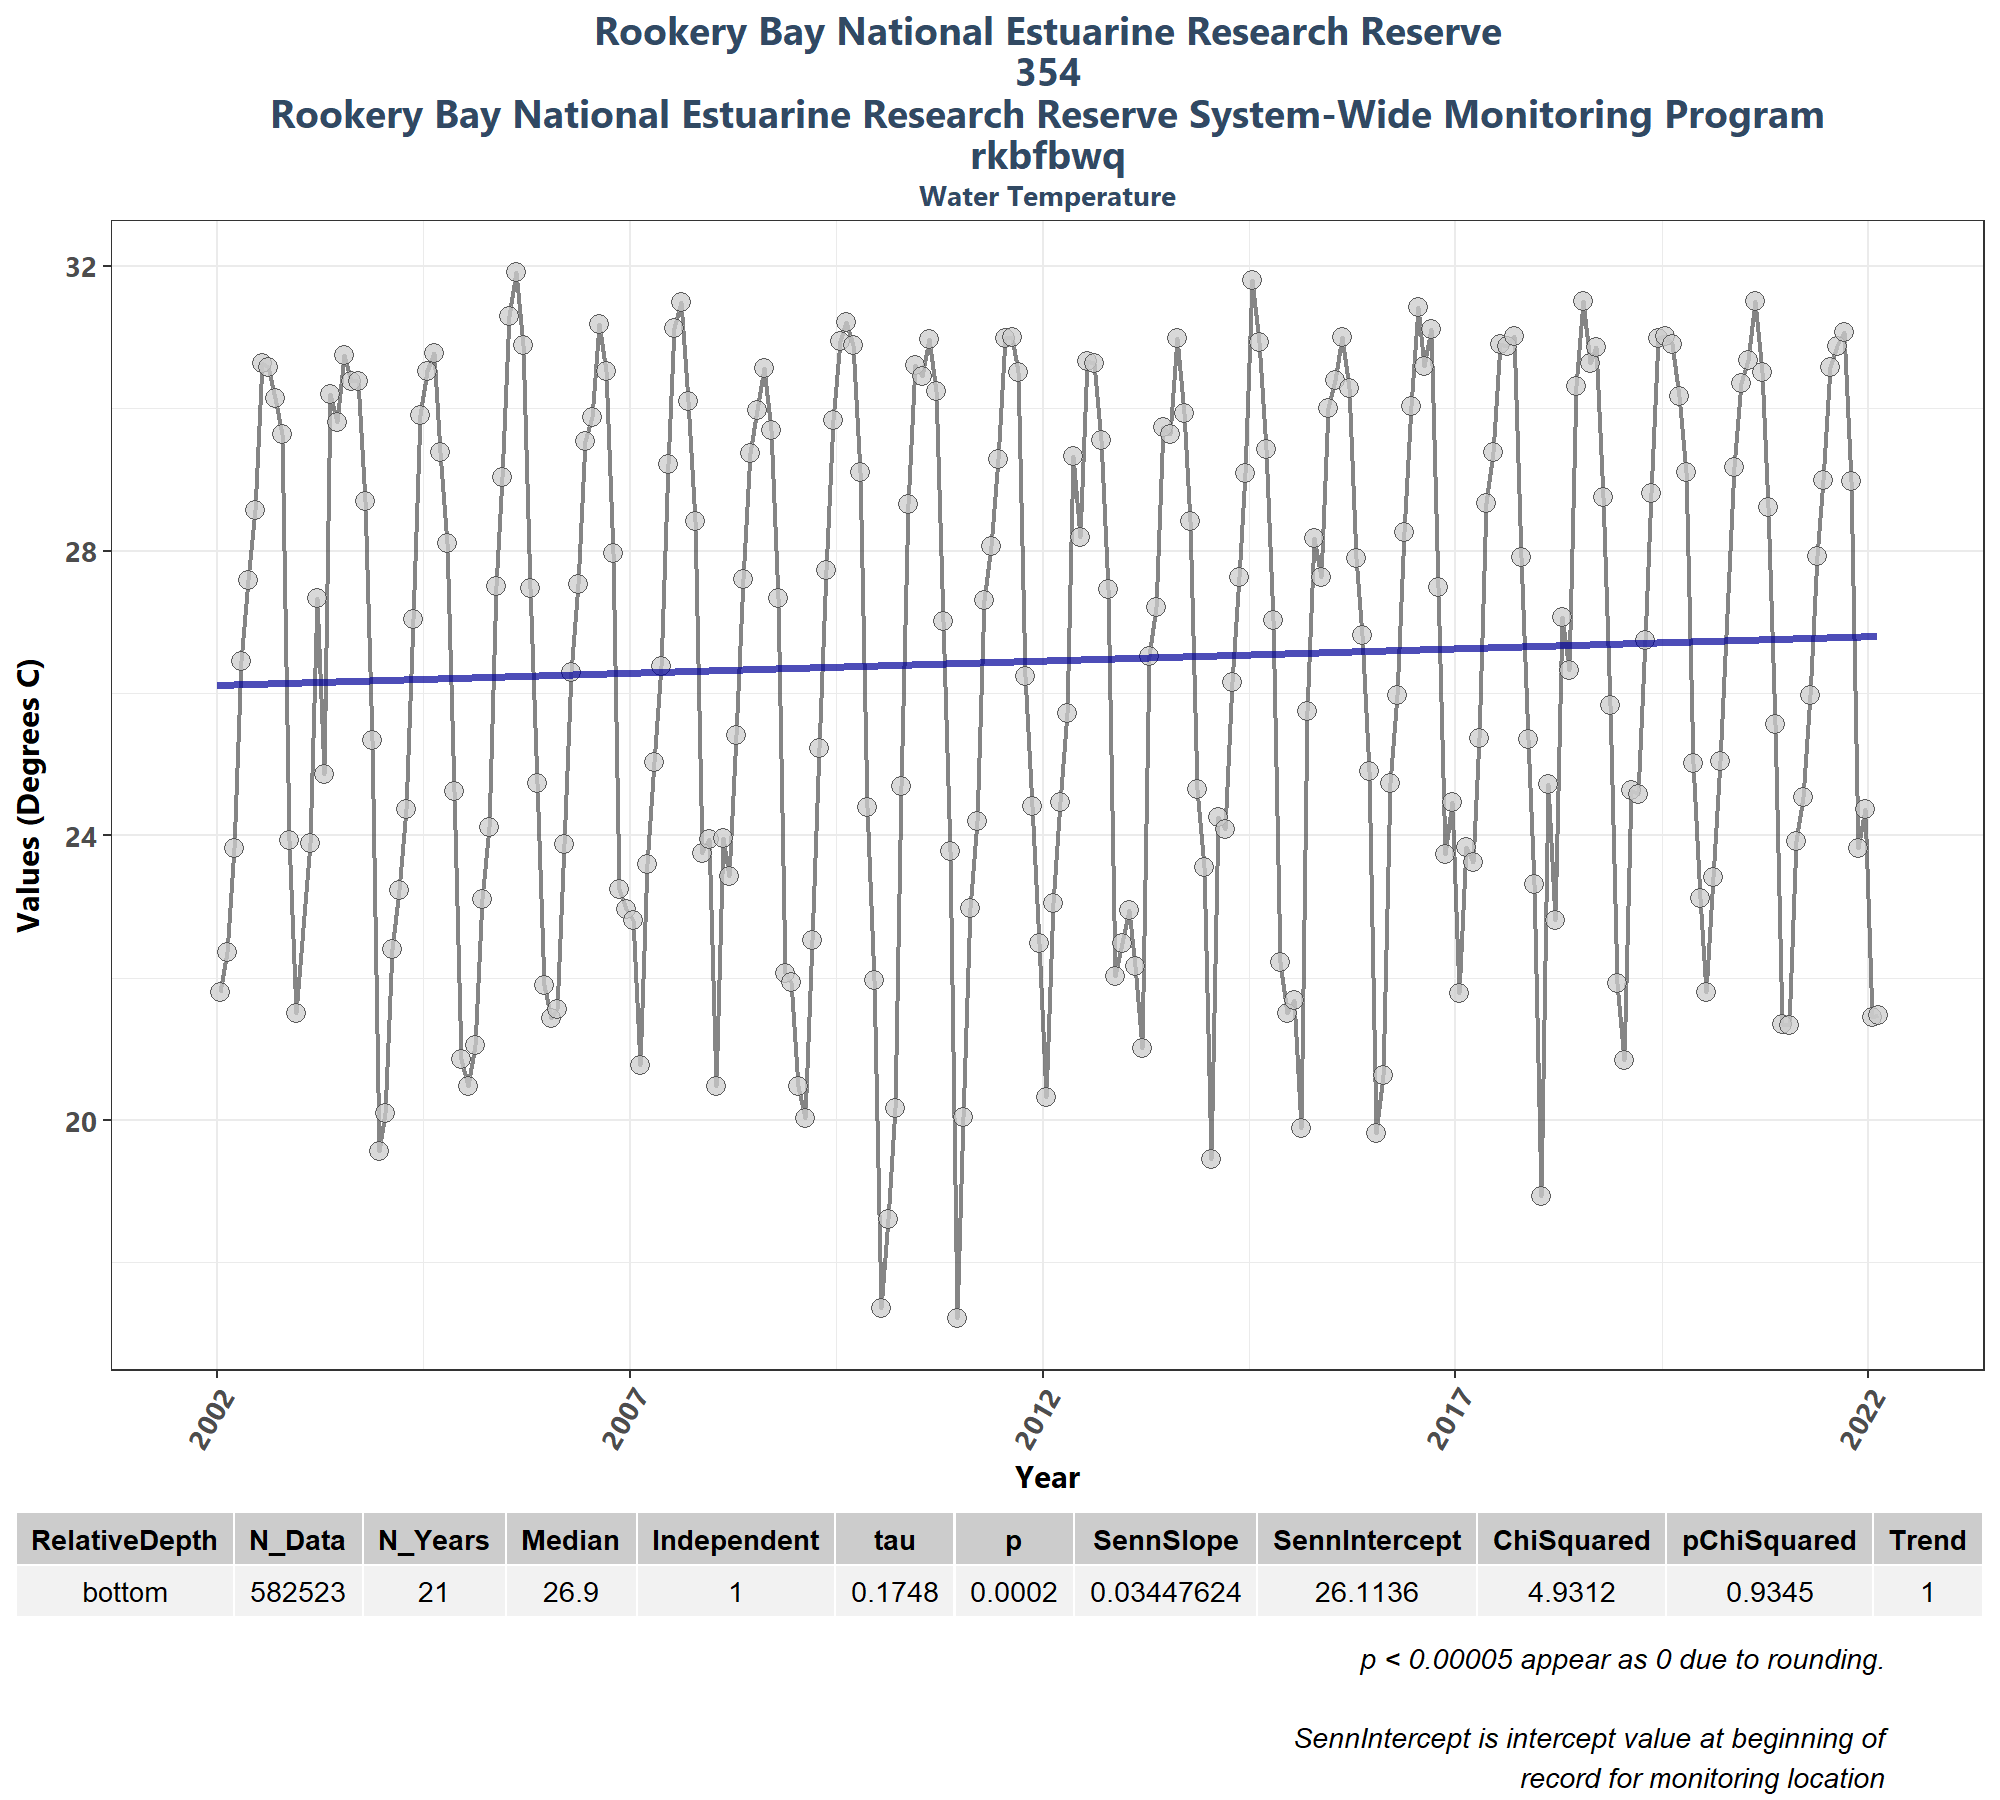 Rookery Bay National Estuarine Research Reserve
354
Rookery Bay National Estuarine Research Reserve System-Wide Monitoring Program
rkbfbwq
Water Temperature
32
28
24
20
Values (Degrees C)
2002 2007 2012 2017 2022
Year
RelativeDepth N_Data N_Years Median Independent tau p SennSlope SennIntercept ChiSquared pChiSquared Trend
bottom 582523 21 26.9 1 0.1748 0.0002 0.03447624 26.1136 4.9312 0.9345 1
p < 0.00005 appear as 0 due to rounding.
SennIntercept is intercept value at beginning of
record for monitoring location